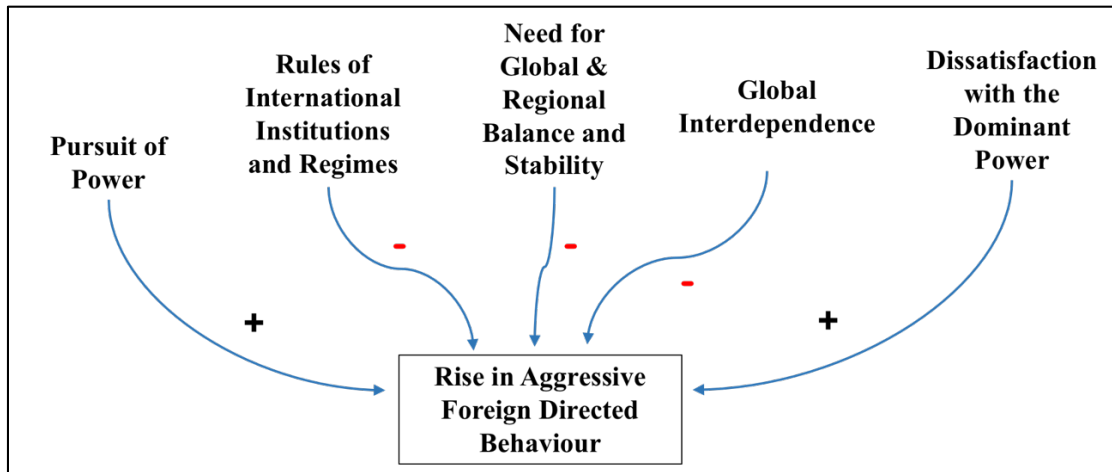 Pursuit of
Power
Rules of
International
Institutions
and Regimes
Need for
Global &
Regional
Balance and
Stability
Global
Interdependence
Dissatisfaction
with the
Dominant
Power
+
-
-
-
+
Rise in Aggressive
Foreign Directed
Behaviour